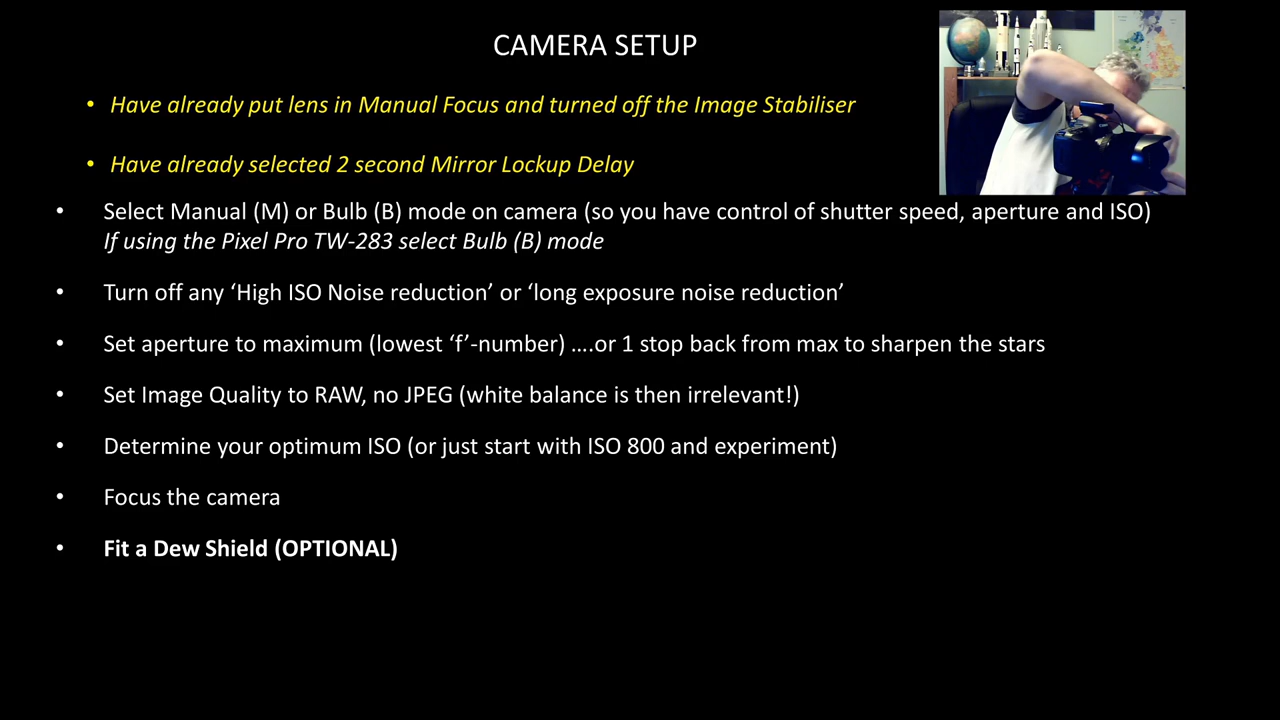 CAMERA SETUP
• Have already put lens in Manual Focus and turned off the Image Stabiliser
• Have already selected 2 second Mirror Lockup Delay
• Select Manual (M) or Bulb (B) mode on camera (so you have control of shutter speed, aperture and ISO)
If using the Pixel Pro TW-283 select Bulb (B) mode
• Turn off any ‘High ISO Noise reduction’ or ‘long exposure noise reduction’
• Set aperture to maximum (lowest ‘f’-number) ….or 1 stop back from max to sharpen the stars
• Set Image Quality to RAW, no JPEG (white balance is then irrelevant!)
• Determine your optimum ISO (or just start with ISO 800 and experiment)
• Focus the camera
• Fit a Dew Shield (OPTIONAL)